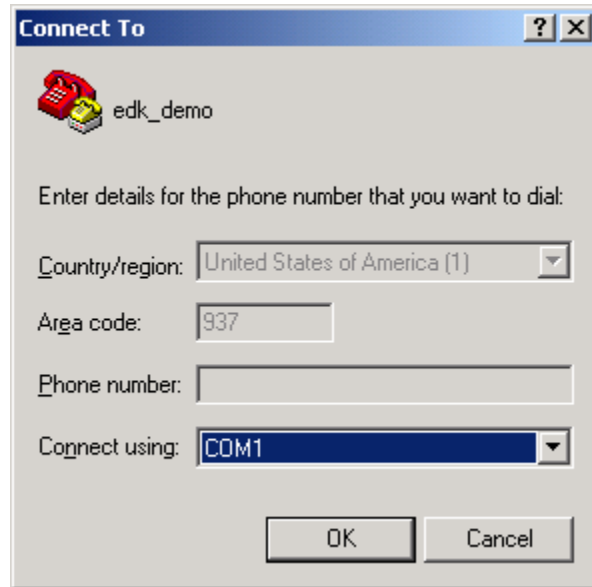 Connect To
edk_demo
Enter details for the phone number that you want to dial:
Country/region: United States of America (1)
Area code: 937
Phone number:
Connect using: COM1
OK Cancel